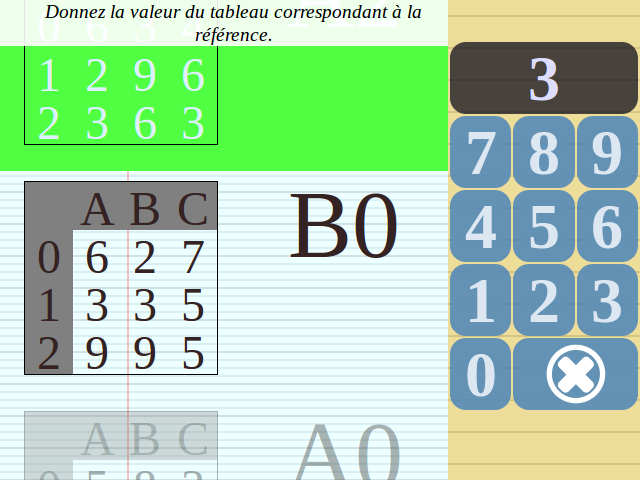 Donnez la valeur du tableau correspondant à la
référence.
1 2 9 6
2 3 6 3
A B C
0 6 2 7
1 3 3 5
2 9 9 5
B0
A B C
A0
3
7 8 9
4 5 6
1 2 3
0